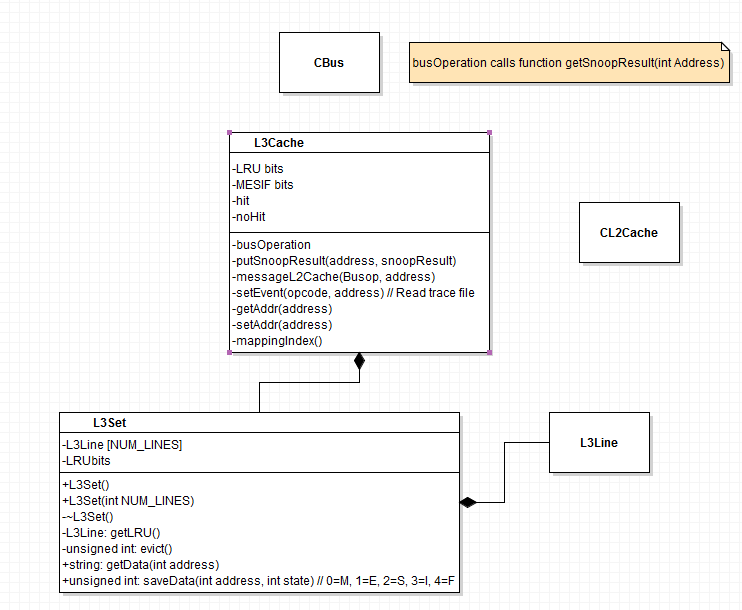 CBus
busOperation calls function getSnoopResult(int Address)
L3Cache
-LRU bits
-MESIF bits
-hit
-noHit
-busOperation
-putSnoopResult(address, snoopResult)
-messageL2Cache(Busop, address)
-setEvent(opcode, address) // Read trace file
-getAddr(address)
-setAddr(address)
-mappingIndex()
CL2Cache
L3Set
-L3Line [NUM_LINES]
-LRUbits
+L3Set()
+L3Set(int NUM_LINES)
-~L3Set()
-L3Line: getLRU()
-unsigned int: evict()
+string: getData(int address)
+unsigned int: saveData(int address, int state) // 0=M, 1=E, 2=S, 3=I, 4=F
L3Line